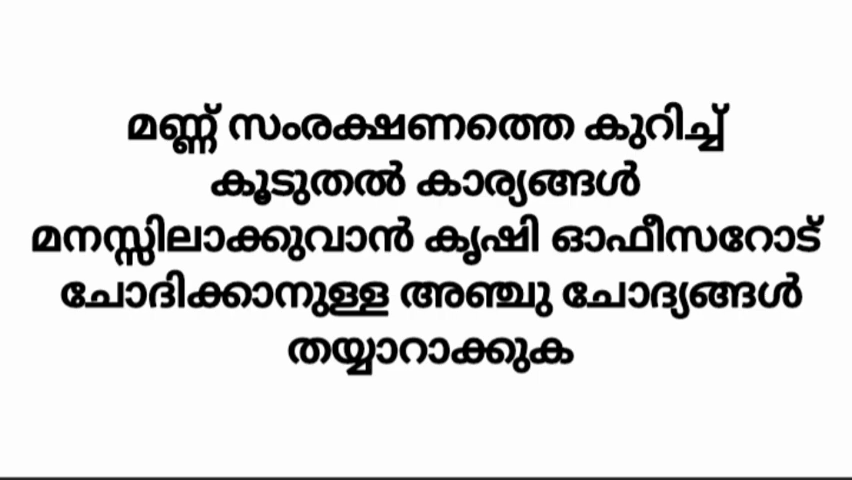 മണ്ണ് സംരക്ഷണത്തെ കുറിച്ച്
കൂടുതൽ കാര്യങ്ങൾ
മനസ്സിലാക്കുവാൻ കൃഷി ഓഫീസറോട്
ചോദിക്കാനുള്ള അഞ്ചു ചോദ്യങ്ങൾ
തയ്യാറാക്കുക